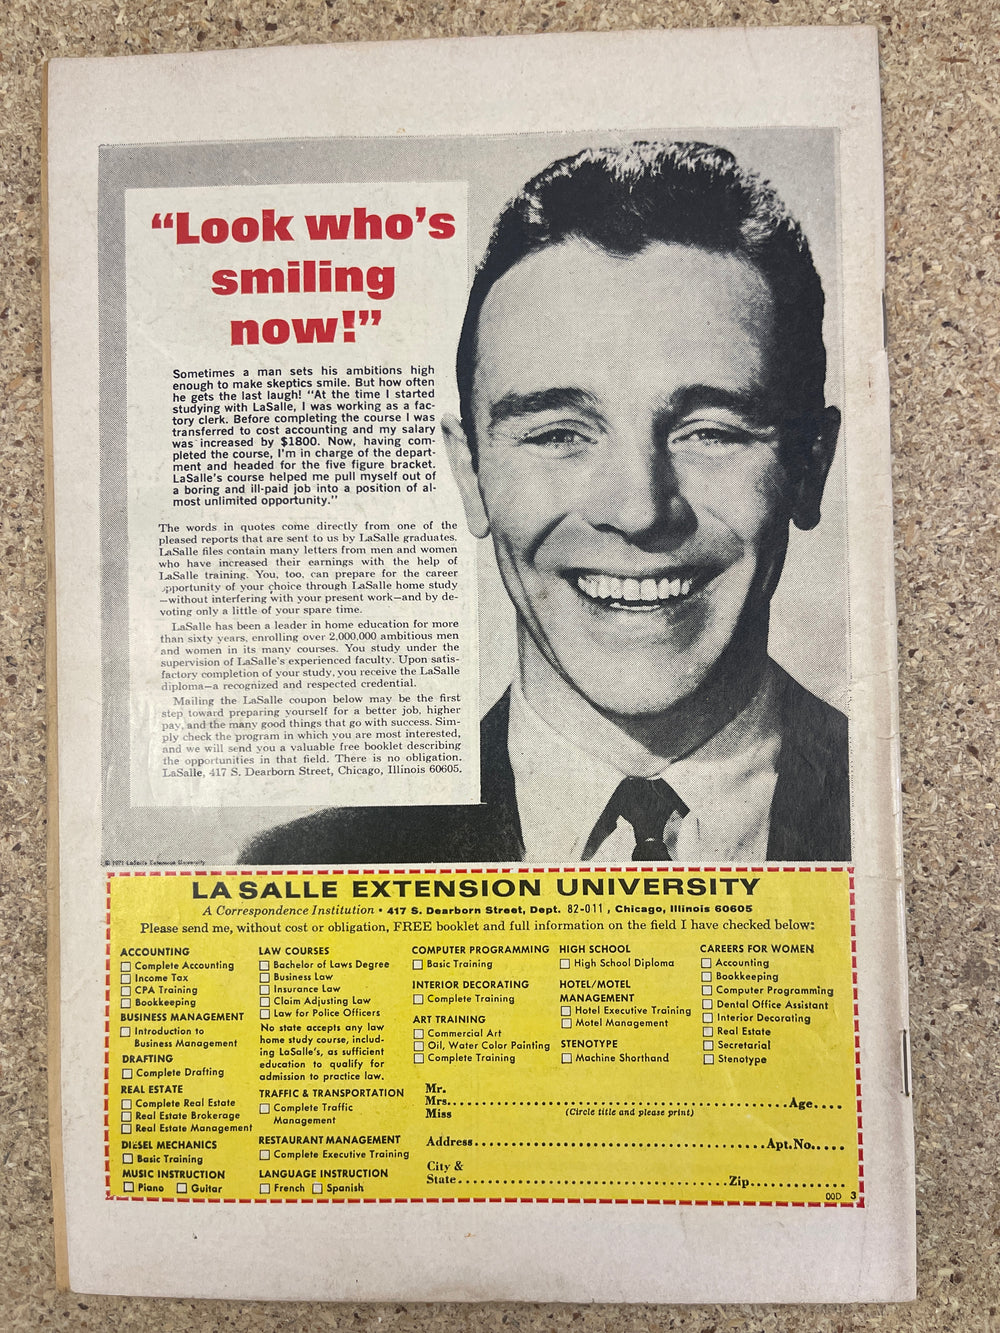 “Look who’s
smiling
now!”
Sometimes a man sets his ambitions high
enough to make skeptics smile. But how often
he gets the last laugh! “At the time I started
studying with LaSalle, I was working as a fac-
tory clerk. Before completing the course I was
transferred to cost accounting and my salary
was increased by $1800. Now, having com-
pleted the course, I’m in charge of the depart-
ment and headed for the five figure bracket.
LaSalle’s course helped me pull myself out of
a boring and ill-paid job into a position of al-
most unlimited opportunity.”
The words in quotes come directly from one of the
pleased reports that are sent to us by LaSalle graduates.
LaSalle files contain many letters from men and women
who have increased their earnings with the help of
LaSalle training. You, too, can prepare for the career
opportunity of your choice through LaSalle home study
—without interfering with your present work—and by de-
voting only a little of your spare time.
LaSalle has been a leader in home education for more
than sixty years, enrolling over 2,000,000 ambitious men
and women in its many courses. You study under the
supervision of LaSalle’s experienced faculty. Upon satis-
factory completion of your study, you receive the LaSalle
diploma—a recognized and respected credential.
Mailing the LaSalle coupon below may be the first
step toward preparing yourself for a better job, higher
pay, and the many good things that go with success. Sim-
ply check the program in which you are most interested,
and we will send you a valuable free booklet describing
the opportunities in that field. There is no obligation.
LaSalle, 417 S. Dearborn Street, Chicago, Illinois 60605.
© 1971 LaSalle Extension University
LA SALLE EXTENSION UNIVERSITY
A Correspondence Institution • 417 S. Dearborn Street, Dept. 82-011, Chicago, Illinois 60605
Please send me, without cost or obligation, FREE booklet and full information on the field I have checked below:
ACCOUNTING
Complete Accounting
Income Tax
CPA Training
Bookkeeping
BUSINESS MANAGEMENT
Introduction to
Business Management
DRAFTING
Complete Drafting
REAL ESTATE
Complete Real Estate
Real Estate Brokerage
Real Estate Management
DIESEL MECHANICS
Basic Training
MUSIC INSTRUCTION
Piano Guitar
LAW COURSES
Bachelor of Laws Degree
Business Law
Insurance Law
Claim Adjusting Law
Law for Police Officers
No state accepts any law
home study course, includ-
ing LaSalle’s, as sufficient
education to qualify for
admission to practice law.
TRAFFIC & TRANSPORTATION
Complete Traffic
Management
RESTAURANT MANAGEMENT
Complete Executive Training
LANGUAGE INSTRUCTION
French Spanish
COMPUTER PROGRAMMING
Basic Training
INTERIOR DECORATING
Complete Training
ART TRAINING
Commercial Art
Oil, Water Color Painting
Complete Training
HIGH SCHOOL
High School Diploma
HOTEL/MOTEL
MANAGEMENT
Hotel Executive Training
Motel Management
STENOTYPE
Machine Shorthand
CAREERS FOR WOMEN
Accounting
Bookkeeping
Computer Programming
Dental Office Assistant
Interior Decorating
Real Estate
Secretarial
Stenotype
Mr.
Mrs. Age
Miss (Circle title and please print)
Address Apt. No.
City &
State Zip
00D 3